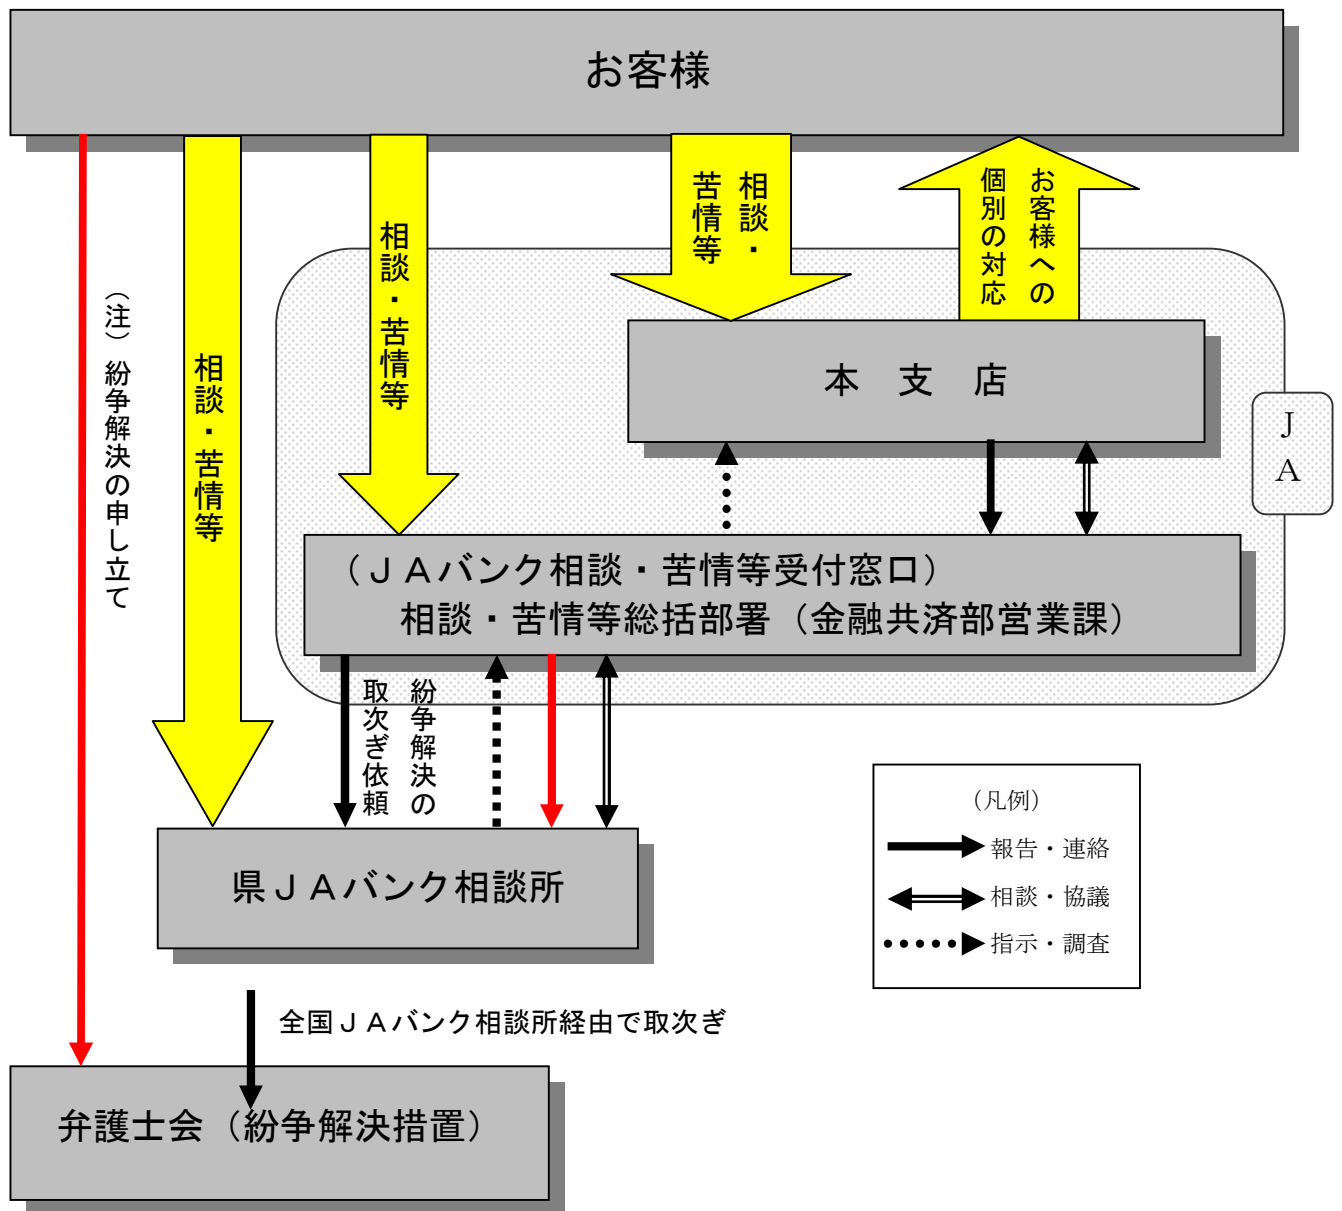 お客様
相談・
苦情等
お客様への
個別の対応
相談・苦情等
相談・苦情等
（注）紛争解決の申し立て
本　支　店
Ｊ
Ａ
（ＪＡバンク相談・苦情等受付窓口）
相談・苦情等総括部署（金融共済部営業課）
紛争解決の
取次ぎ依頼
県ＪＡバンク相談所
（凡例）
報告・連絡
相談・協議
指示・調査
全国ＪＡバンク相談所経由で取次ぎ
弁護士会（紛争解決措置）